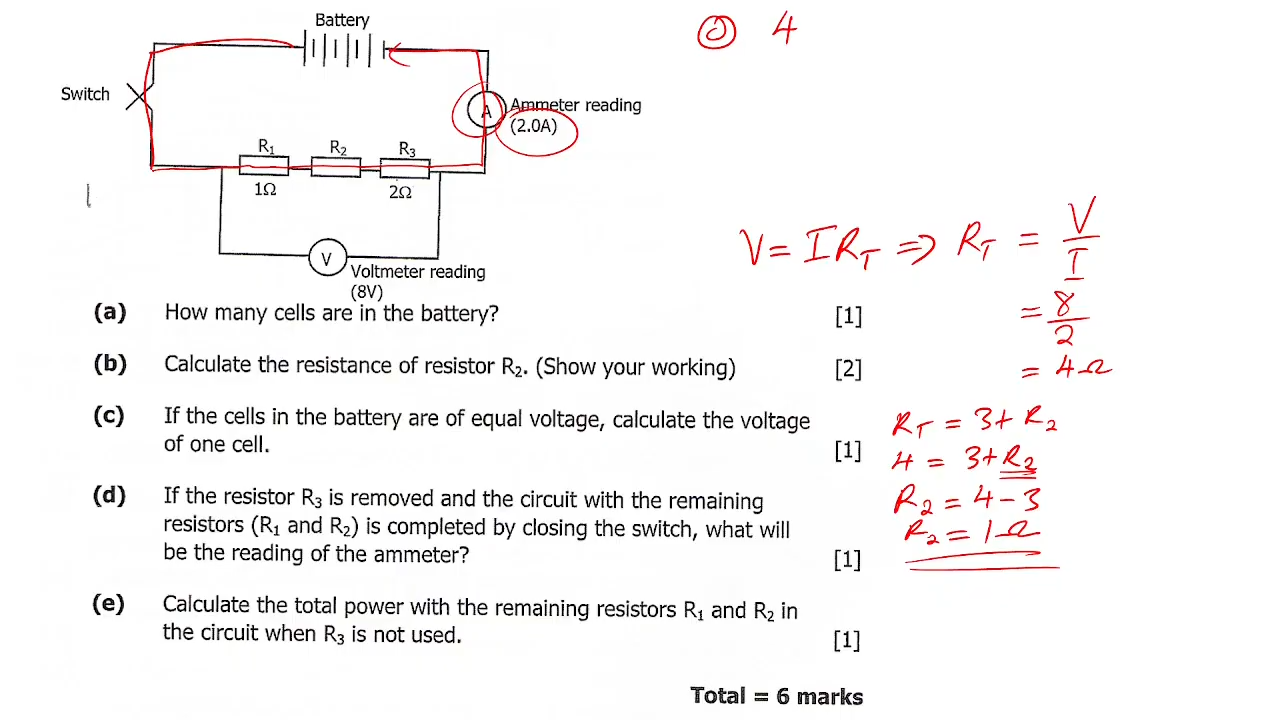 Battery
ⓐ 4
Switch
A
Ammeter reading
(2.0A)
R₁ R₂ R₃
1Ω 2Ω
V
Voltmeter reading
(8V)
V = IR_T ⇒ R_T = V/I
= 8/2
= 4Ω
(a) How many cells are in the battery? [1]
(b) Calculate the resistance of resistor R₂. (Show your working) [2]
(c) If the cells in the battery are of equal voltage, calculate the voltage
of one cell. [1]
R_T = 3 + R₂
4 = 3 + R₂
R₂ = 4 - 3
R₂ = 1Ω
(d) If the resistor R₃ is removed and the circuit with the remaining
resistors (R₁ and R₂) is completed by closing the switch, what will
be the reading of the ammeter? [1]
(e) Calculate the total power with the remaining resistors R₁ and R₂ in
the circuit when R₃ is not used. [1]
Total = 6 marks